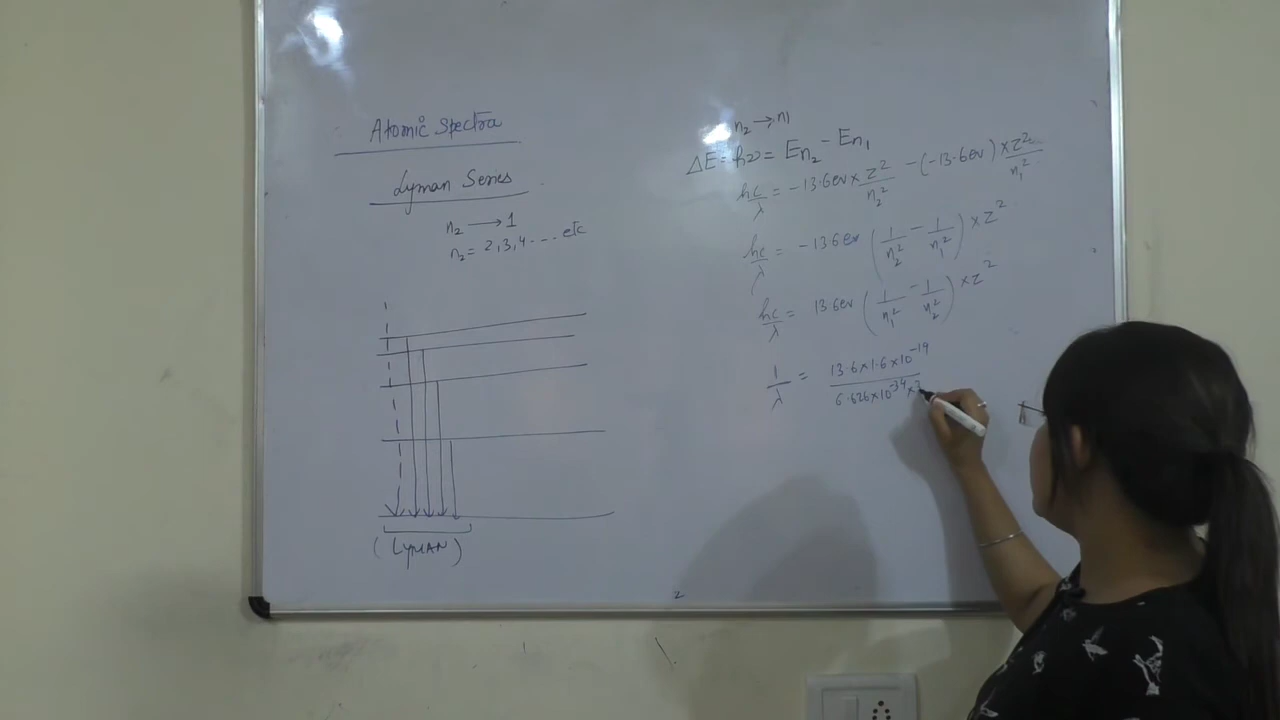 Atomic Spectra
Lyman Series
n₂ → 1
n₂ = 2,3,4 .... etc
(LYMAN)
n₂ → n1
ΔE = hν = En₂ - En₁
hc/λ = -13.6ev × Z²/n₂² - (-13.6ev) × Z²/n₁²
hc/λ = -13.6ev (1/n₂² - 1/n₁²) × Z²
hc/λ = 13.6ev (1/n₁² - 1/n₂²) × Z²
1/λ = 13.6×1.6×10⁻¹⁹/6.626×10⁻³⁴×3